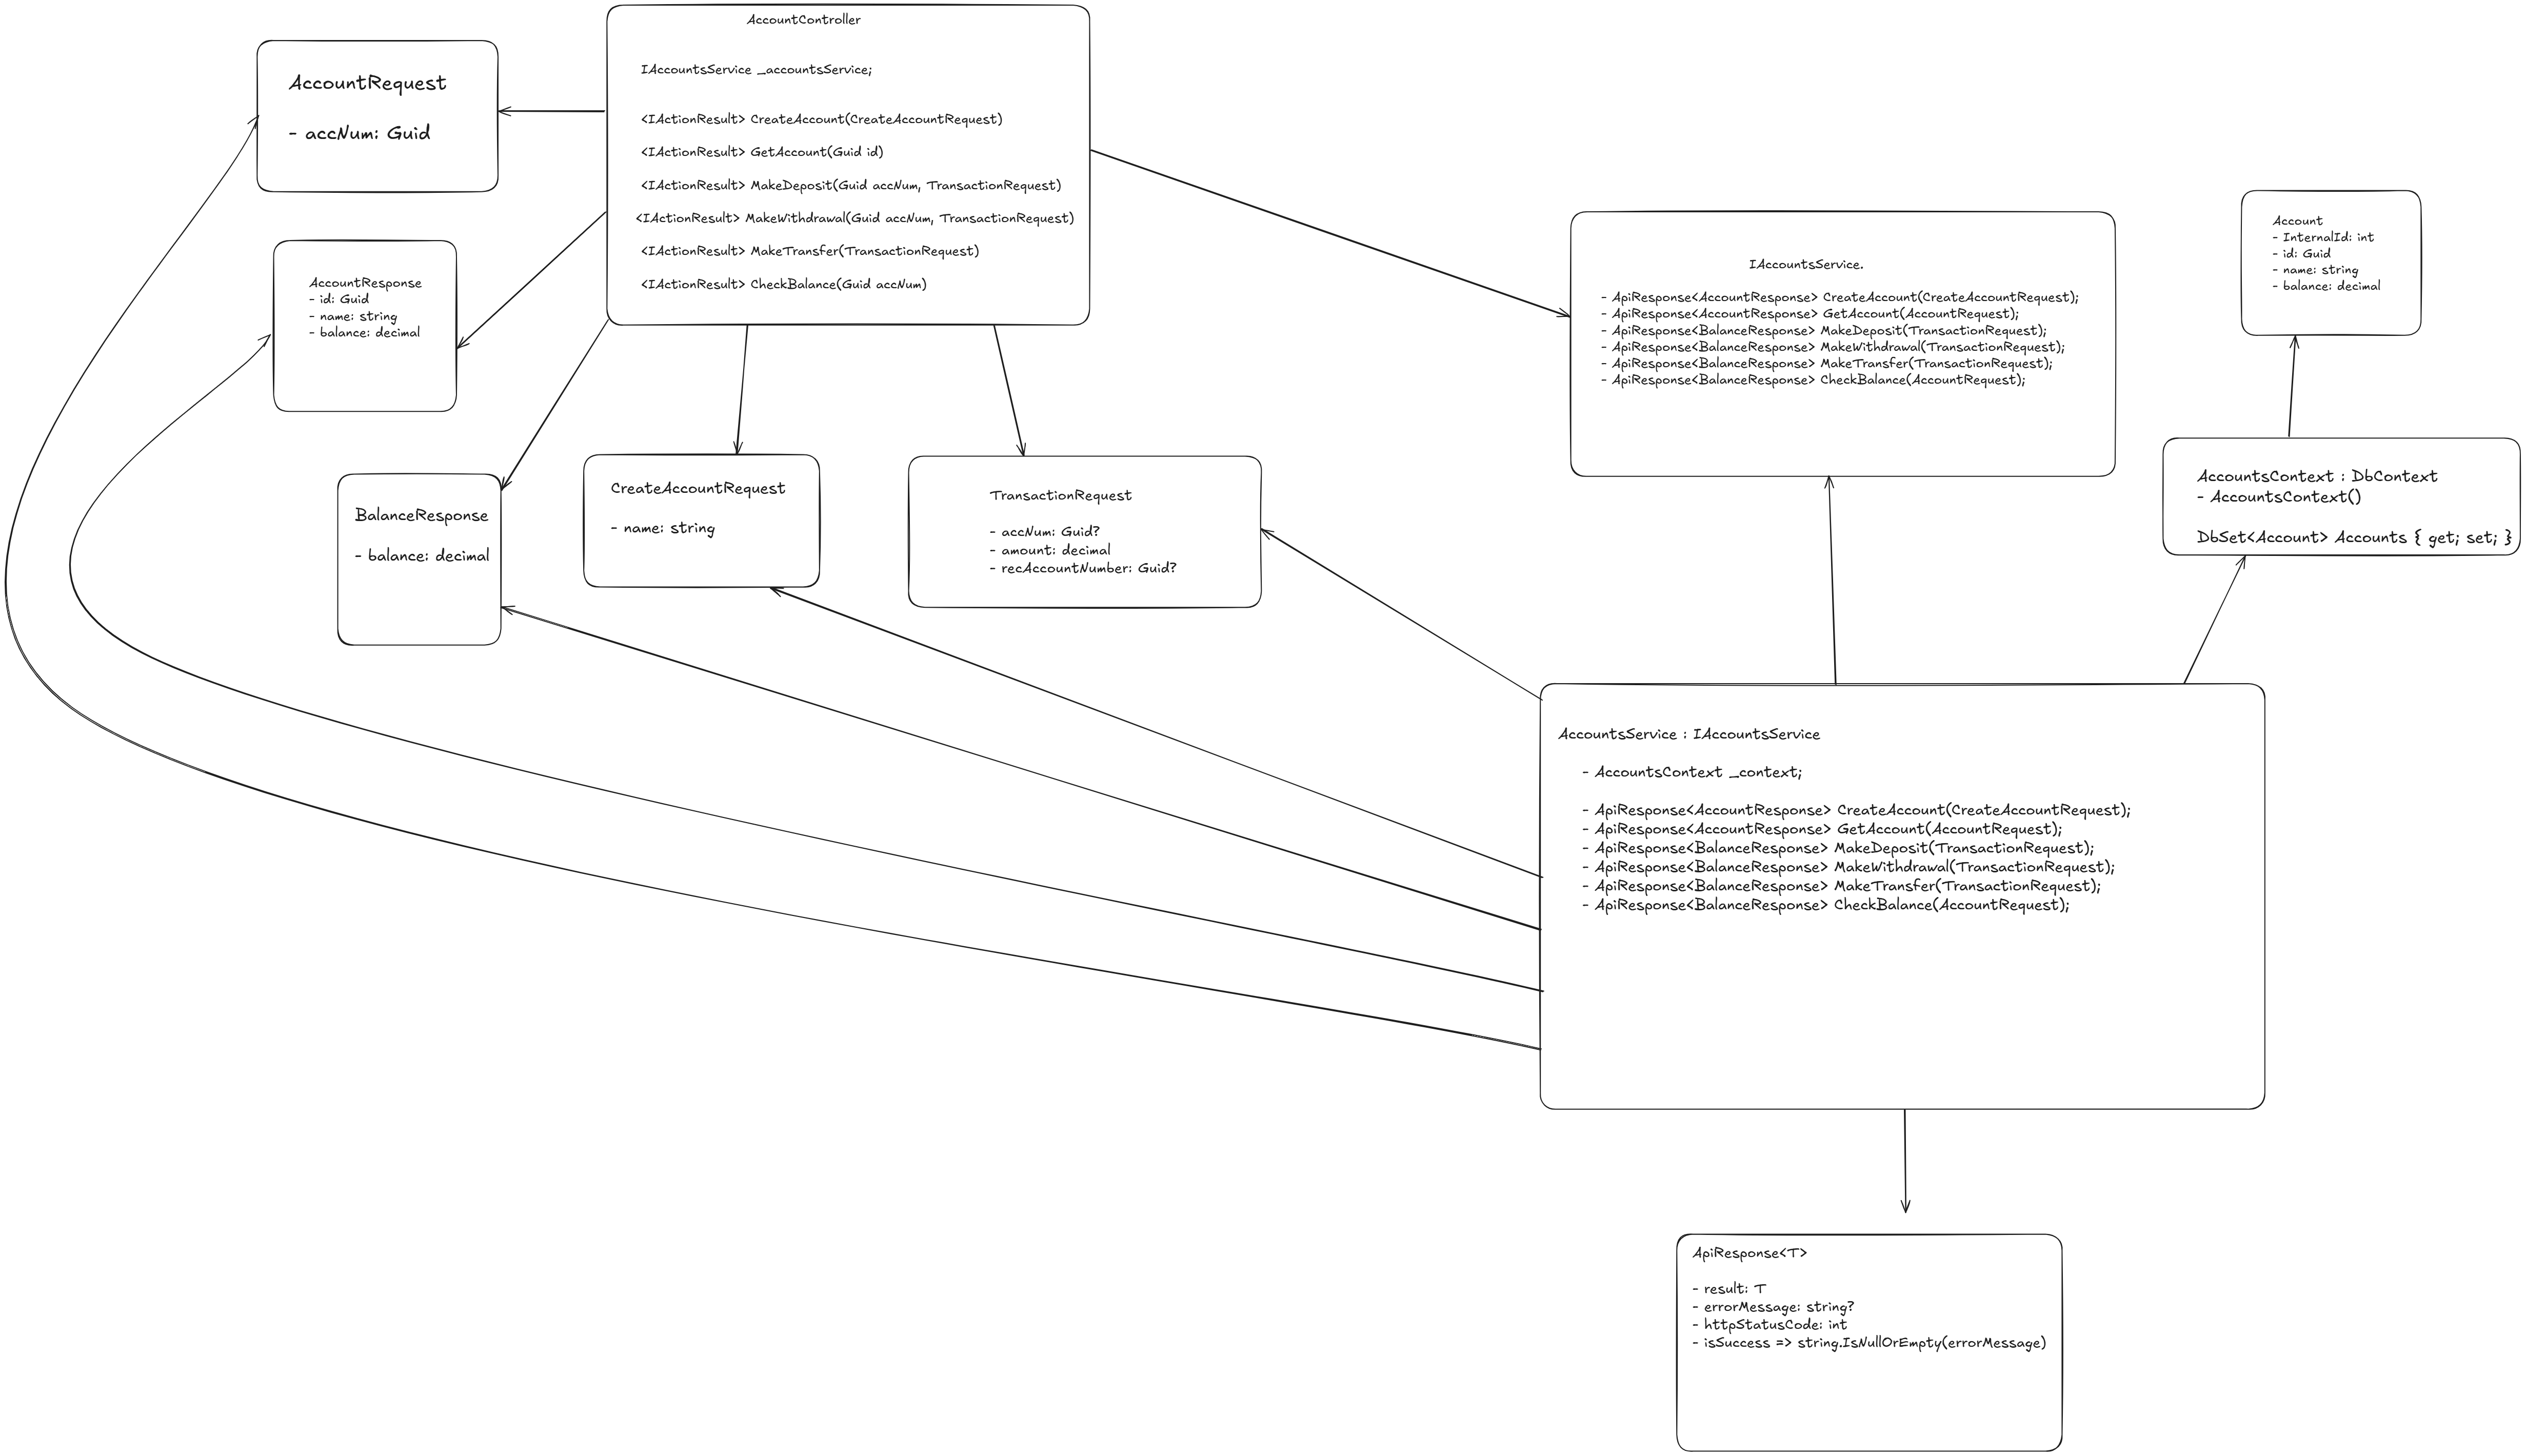 AccountController
IAccountsService _accountsService;
<IActionResult> CreateAccount(CreateAccountRequest)
<IActionResult> GetAccount(Guid id)
<IActionResult> MakeDeposit(Guid accNum, TransactionRequest)
<IActionResult> MakeWithdrawal(Guid accNum, TransactionRequest)
<IActionResult> MakeTransfer(TransactionRequest)
<IActionResult> CheckBalance(Guid accNum)
AccountRequest
- accNum: Guid
AccountResponse
- id: Guid
- name: string
- balance: decimal
BalanceResponse
- balance: decimal
CreateAccountRequest
- name: string
TransactionRequest
- accNum: Guid?
- amount: decimal
- recAccountNumber: Guid?
IAccountsService.
- ApiResponse<AccountResponse> CreateAccount(CreateAccountRequest);
- ApiResponse<AccountResponse> GetAccount(AccountRequest);
- ApiResponse<BalanceResponse> MakeDeposit(TransactionRequest);
- ApiResponse<BalanceResponse> MakeWithdrawal(TransactionRequest);
- ApiResponse<BalanceResponse> MakeTransfer(TransactionRequest);
- ApiResponse<BalanceResponse> CheckBalance(AccountRequest);
Account
- InternalId: int
- id: Guid
- name: string
- balance: decimal
AccountsContext : DbContext
- AccountsContext()
DbSet<Account> Accounts { get; set; }
AccountsService : IAccountsService
- AccountsContext _context;
- ApiResponse<AccountResponse> CreateAccount(CreateAccountRequest);
- ApiResponse<AccountResponse> GetAccount(AccountRequest);
- ApiResponse<BalanceResponse> MakeDeposit(TransactionRequest);
- ApiResponse<BalanceResponse> MakeWithdrawal(TransactionRequest);
- ApiResponse<BalanceResponse> MakeTransfer(TransactionRequest);
- ApiResponse<BalanceResponse> CheckBalance(AccountRequest);
ApiResponse<T>
- result: T
- errorMessage: string?
- httpStatusCode: int
- isSuccess => string.IsNullOrEmpty(errorMessage)